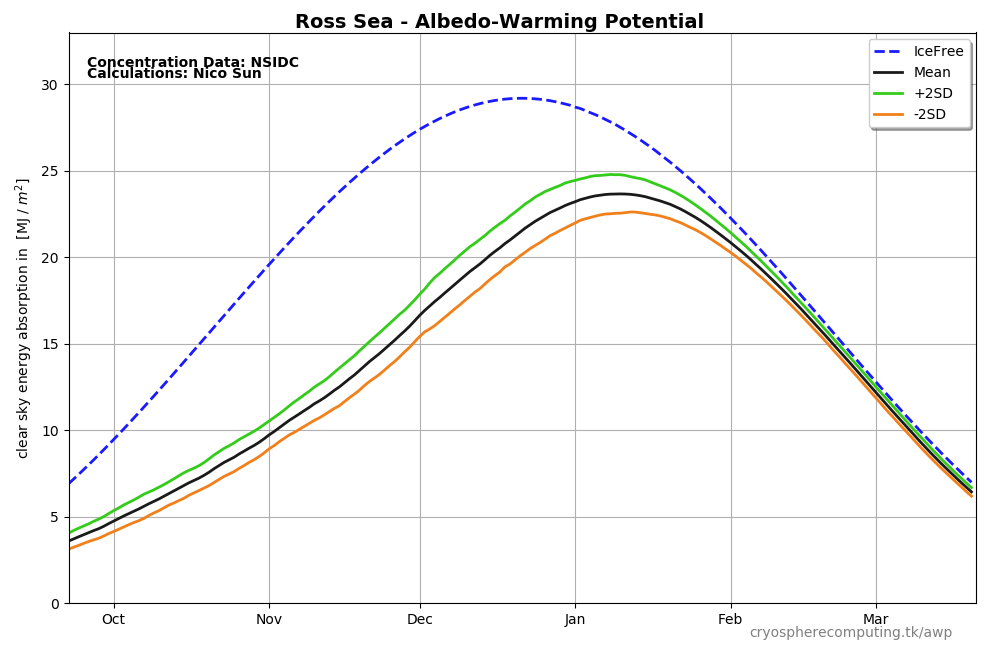 Ross Sea - Albedo-Warming Potential
Concentration Data: NSIDC
Calculations: Nico Sun
IceFree
Mean
+2SD
-2SD
clear sky energy absorption in [MJ / m²]
30
25
20
15
10
5
0
Oct Nov Dec Jan Feb Mar
cryospherecomputing.tk/awp